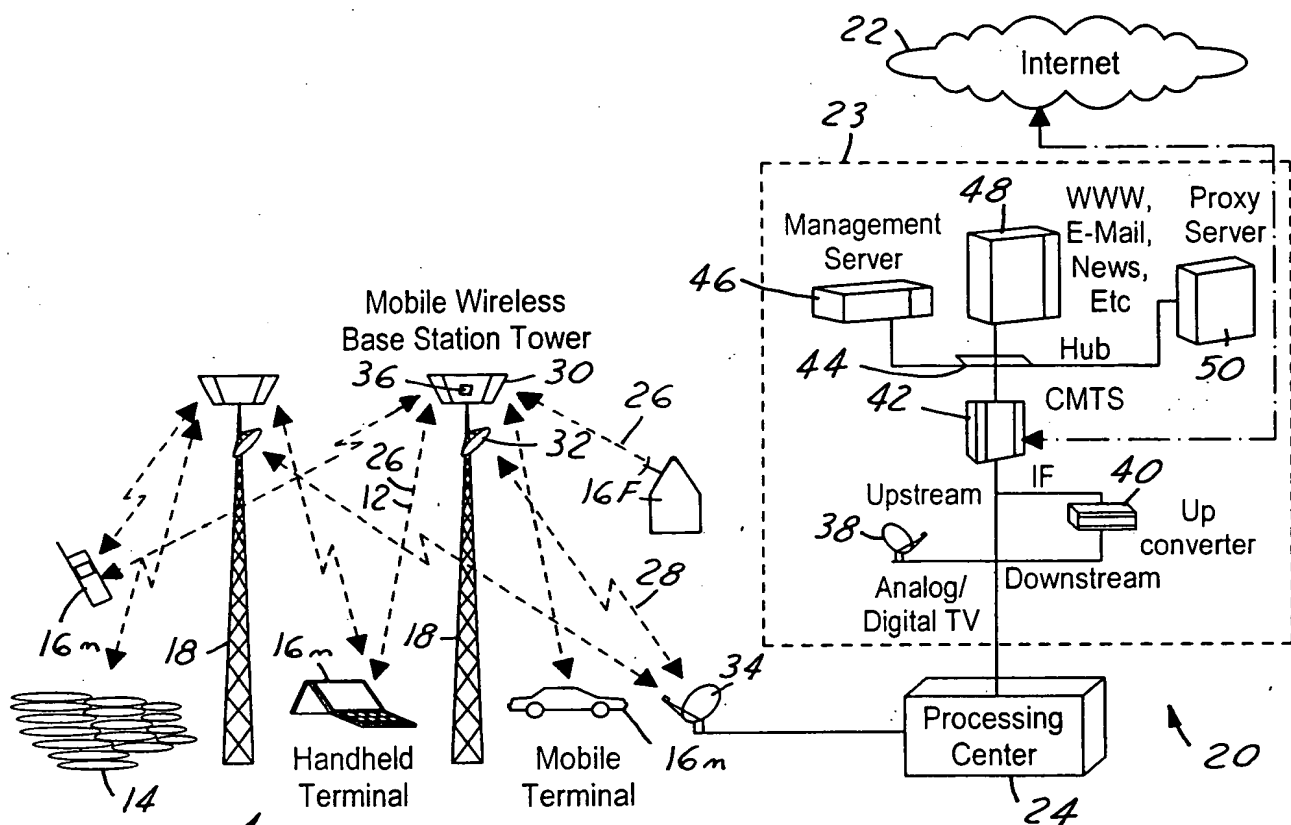 22
Internet
23
48
WWW,
E-Mail,
News,
Etc
Proxy
Server
Management
Server
46
50
Hub
44
42
CMTS
Mobile Wireless
Base Station Tower
36
30
32
26
26
12
16F
IF
40
Upstream
Up
converter
38
Downstream
Analog/
Digital TV
28
16m
18
16m
18
34
14
Handheld
Terminal
Mobile
Terminal
16m
Processing
Center
20
24